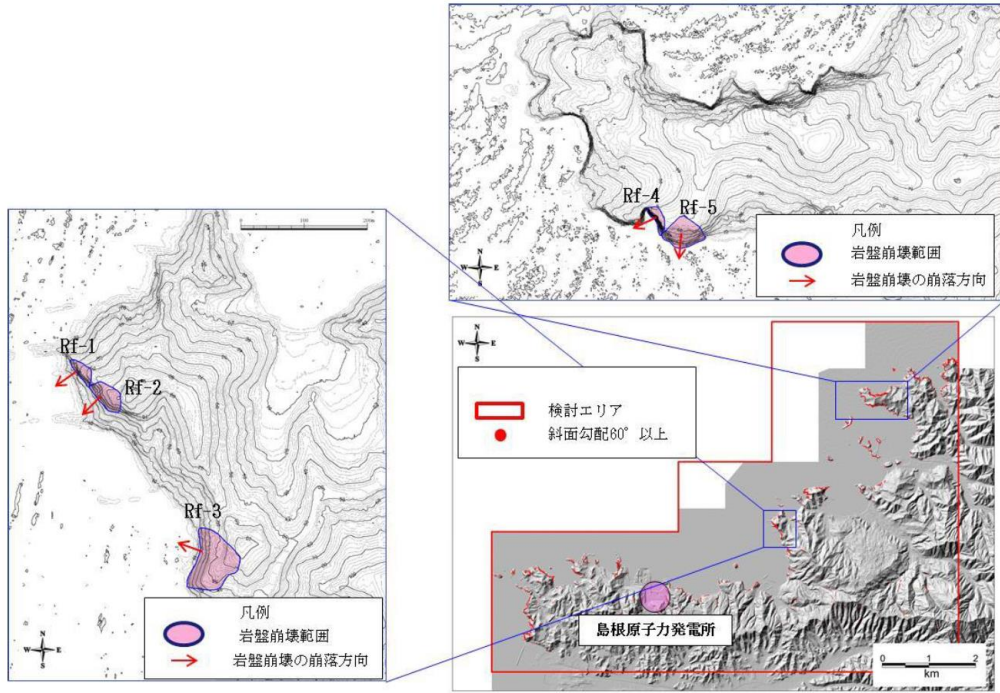 Rf-4
Rf-5
凡例
岩盤崩壊範囲
岩盤崩壊の崩落方向
N
W E
S
Rf-1
Rf-2
Rf-3
凡例
岩盤崩壊範囲
岩盤崩壊の崩落方向
N
W E
S
N
W E
S
検討エリア
斜面勾配60°以上
島根原子力発電所
0 1 2
km